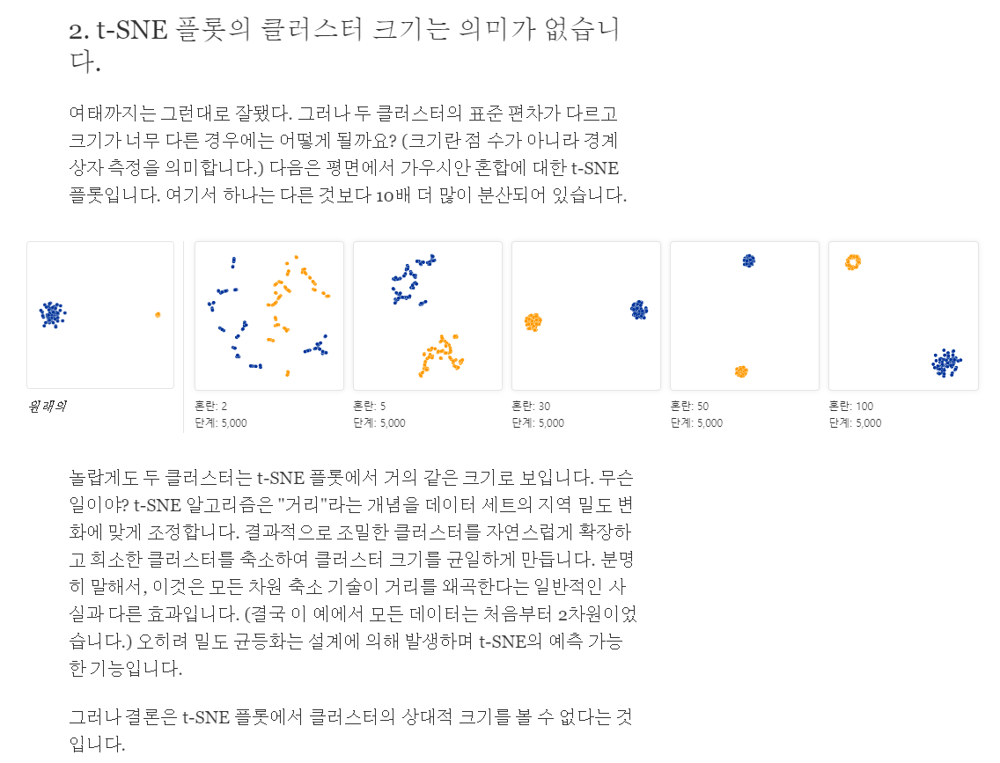 2. t-SNE 플롯의 클러스터 크기는 의미가 없습니
다.
여태까지는 그런대로 잘됐다. 그러나 두 클러스터의 표준 편차가 다르고
크기가 너무 다른 경우에는 어떻게 될까요? (크기란 점 수가 아니라 경계
상자 측정을 의미합니다.) 다음은 평면에서 가우시안 혼합에 대한 t-SNE
플롯입니다. 여기서 하나는 다른 것보다 10배 더 많이 분산되어 있습니다.
원래의
혼란: 2
단계: 5,000
혼란: 5
단계: 5,000
혼란: 30
단계: 5,000
혼란: 50
단계: 5,000
혼란: 100
단계: 5,000
놀랍게도 두 클러스터는 t-SNE 플롯에서 거의 같은 크기로 보입니다. 무슨
일이야? t-SNE 알고리즘은 "거리"라는 개념을 데이터 세트의 지역 밀도 변
화에 맞게 조정합니다. 결과적으로 조밀한 클러스터를 자연스럽게 확장하
고 희소한 클러스터를 축소하여 클러스터 크기를 균일하게 만듭니다. 분명
히 말해서, 이것은 모든 차원 축소 기술이 거리를 왜곡한다는 일반적인 사
실과 다른 효과입니다. (결국 이 예에서 모든 데이터는 처음부터 2차원이었
습니다.) 오히려 밀도 균등화는 설계에 의해 발생하며 t-SNE의 예측 가능
한 기능입니다.
그러나 결론은 t-SNE 플롯에서 클러스터의 상대적 크기를 볼 수 없다는 것
입니다.